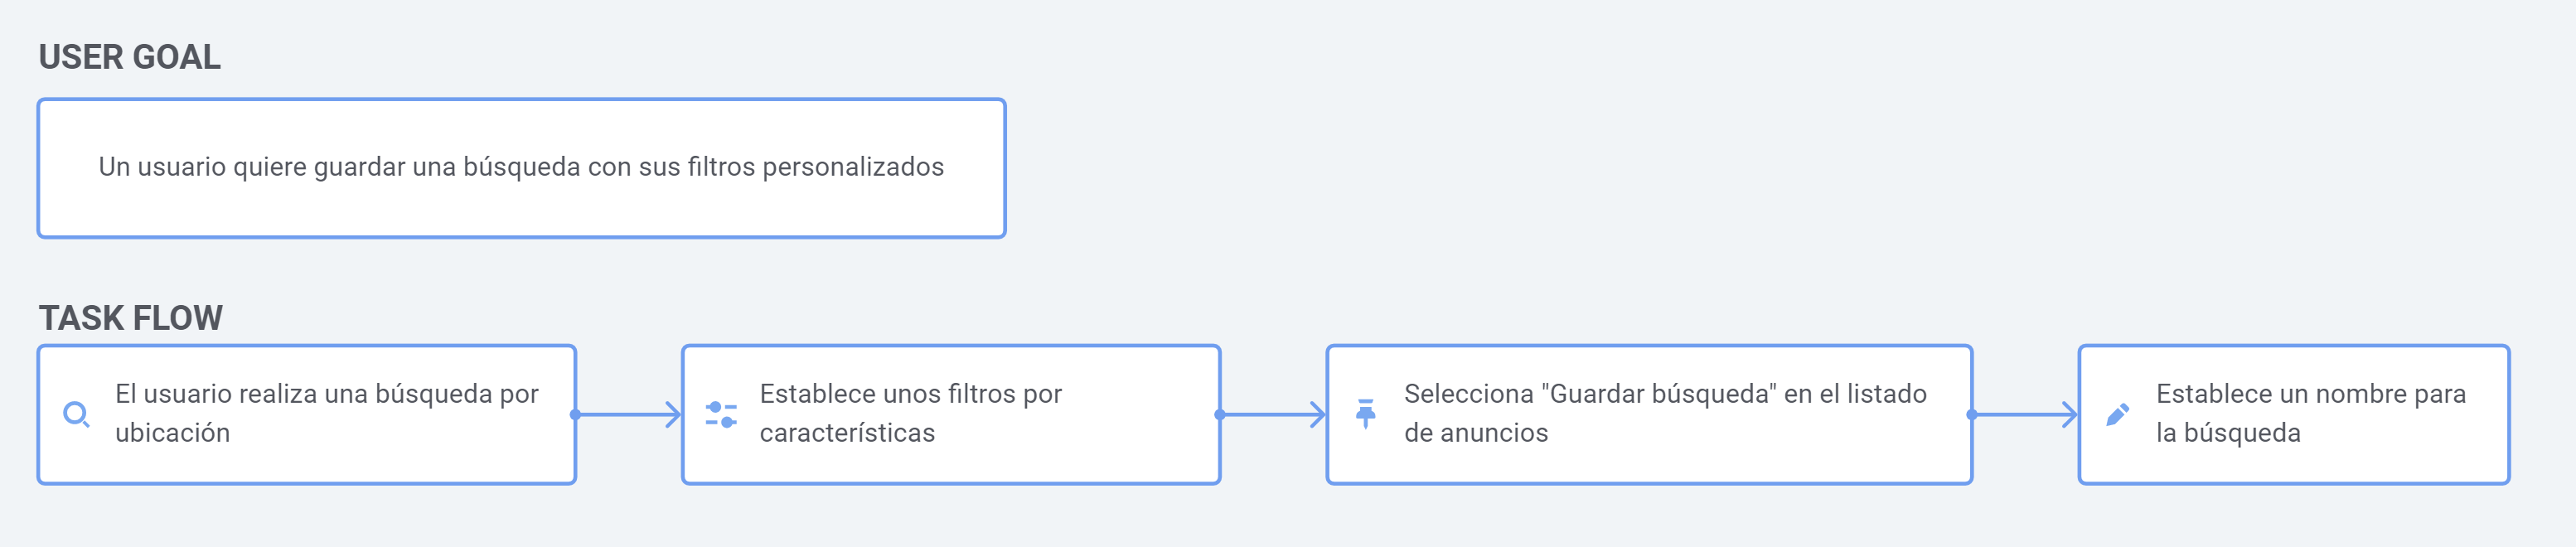 USER GOAL
Un usuario quiere guardar una búsqueda con sus filtros personalizados
TASK FLOW
El usuario realiza una búsqueda por
ubicación
Establece unos filtros por
características
Selecciona "Guardar búsqueda" en el listado
de anuncios
Establece un nombre para
la búsqueda